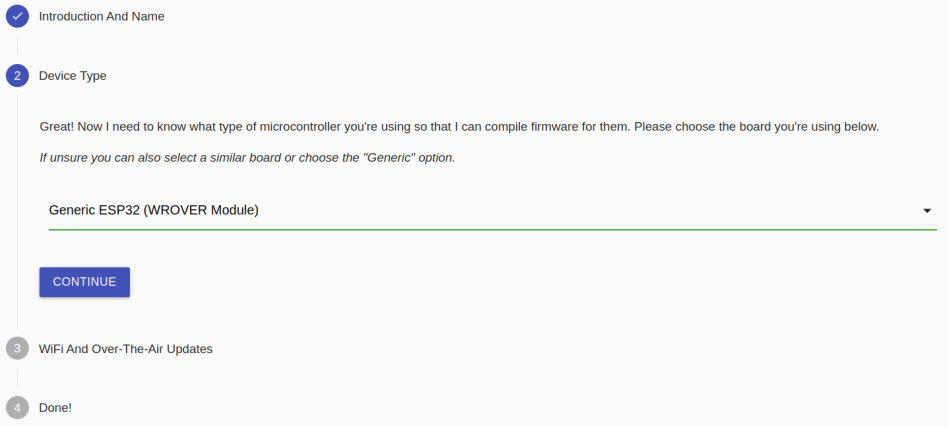 Introduction And Name
2 Device Type
Great! Now I need to know what type of microcontroller you're using so that I can compile firmware for them. Please choose the board you're using below.
If unsure you can also select a similar board or choose the "Generic" option.
Generic ESP32 (WROVER Module)
CONTINUE
3 WiFi And Over-The-Air Updates
4 Done!